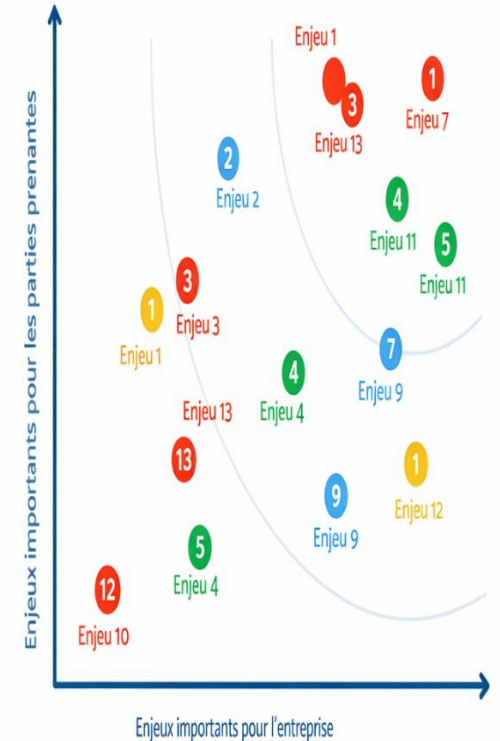 Enjeux importants pour les parties prenantes
Enjeu 1
3
Enjeu 13
1
Enjeu 7
2
Enjeu 2
4
Enjeu 11
5
Enjeu 11
3
Enjeu 3
1
Enjeu 1
7
Enjeu 9
4
Enjeu 4
Enjeu 13
13
1
Enjeu 12
9
Enjeu 9
5
Enjeu 4
12
Enjeu 10
Enjeux importants pour l'entreprise